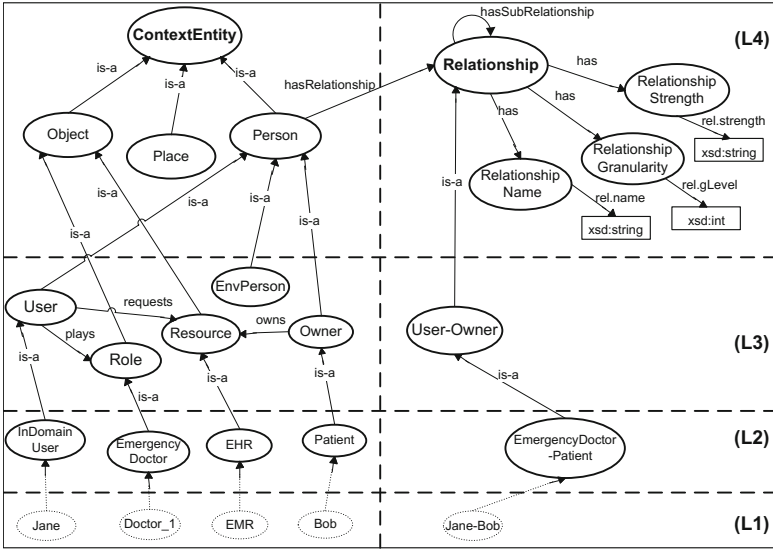 hasSubRelationship
ContextEntity
(L4)
Relationship
is-a
is-a
is-a
hasRelationship
has
Relationship
Strength
has
has
rel.strength
Object
Person
Place
xsd:string
Relationship
Granularity
Relationship
Name
is-a
is-a
is-a
rel.gLevel
rel.name
is-a
is-a
is-a
xsd:int
xsd:string
is-a
EnvPerson
User
requests
Resource
owns
Owner
User-Owner
plays
(L3)
Role
is-a
is-a
is-a
is-a
is-a
InDomain
User
Emergency
Doctor
EHR
Patient
EmergencyDoctor
-Patient
(L2)
Jane
Doctor_1
EMR
Bob
Jane-Bob
(L1)